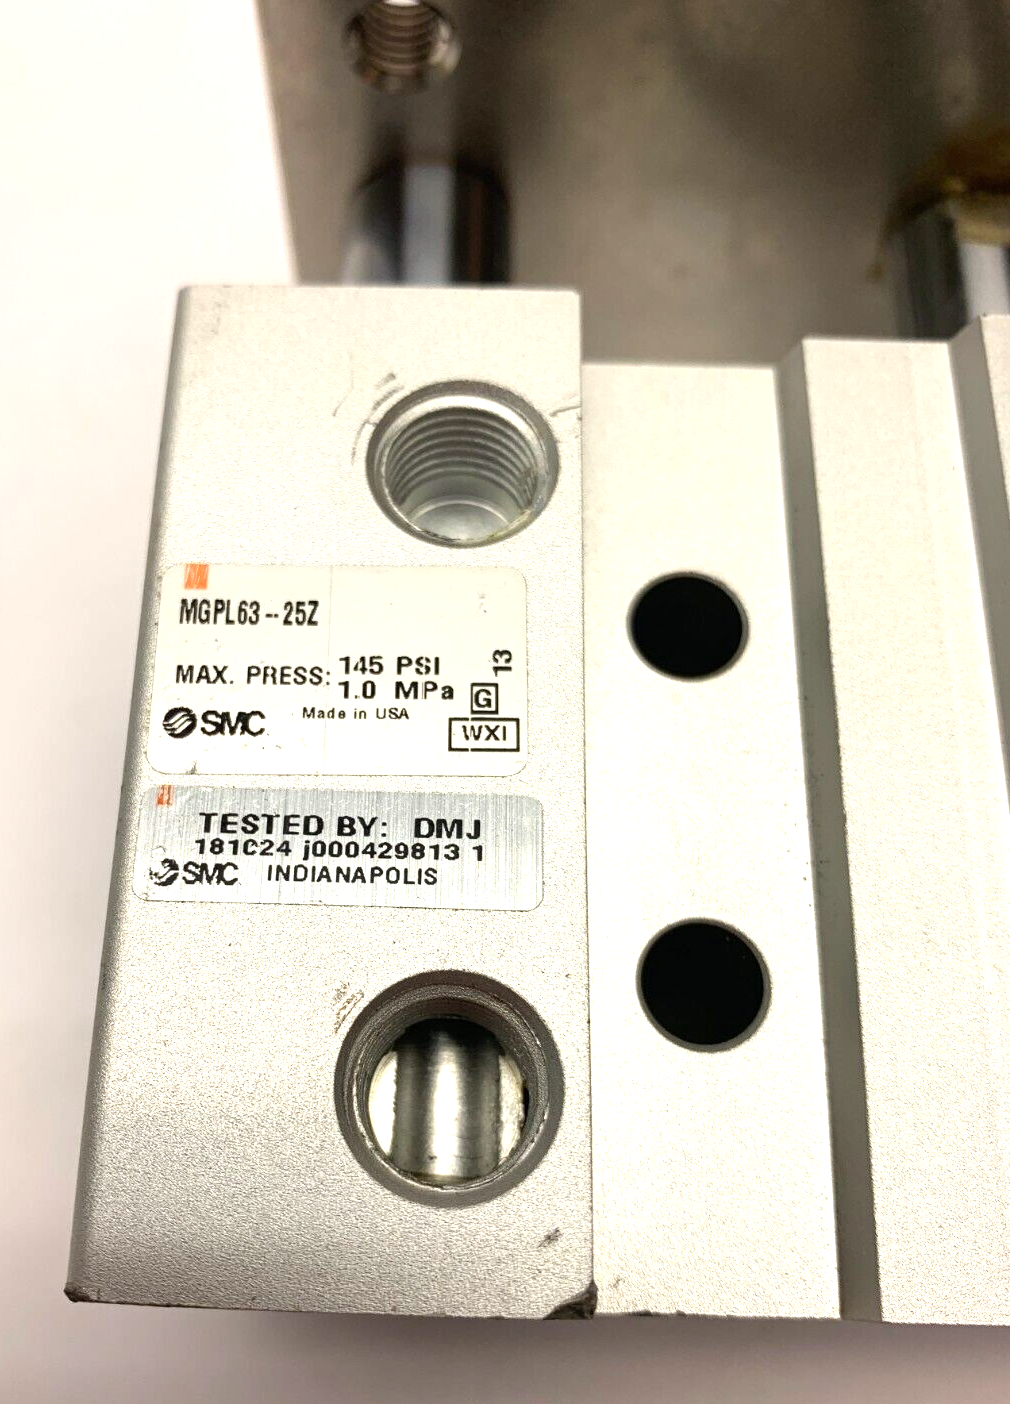 MGPL63--25Z
MAX. PRESS: 145 PSI
1.0 MPa
13
G
SMC
Made in USA
WXI
TESTED BY: DMJ
181024 j000429813 1
SMC INDIANAPOLIS